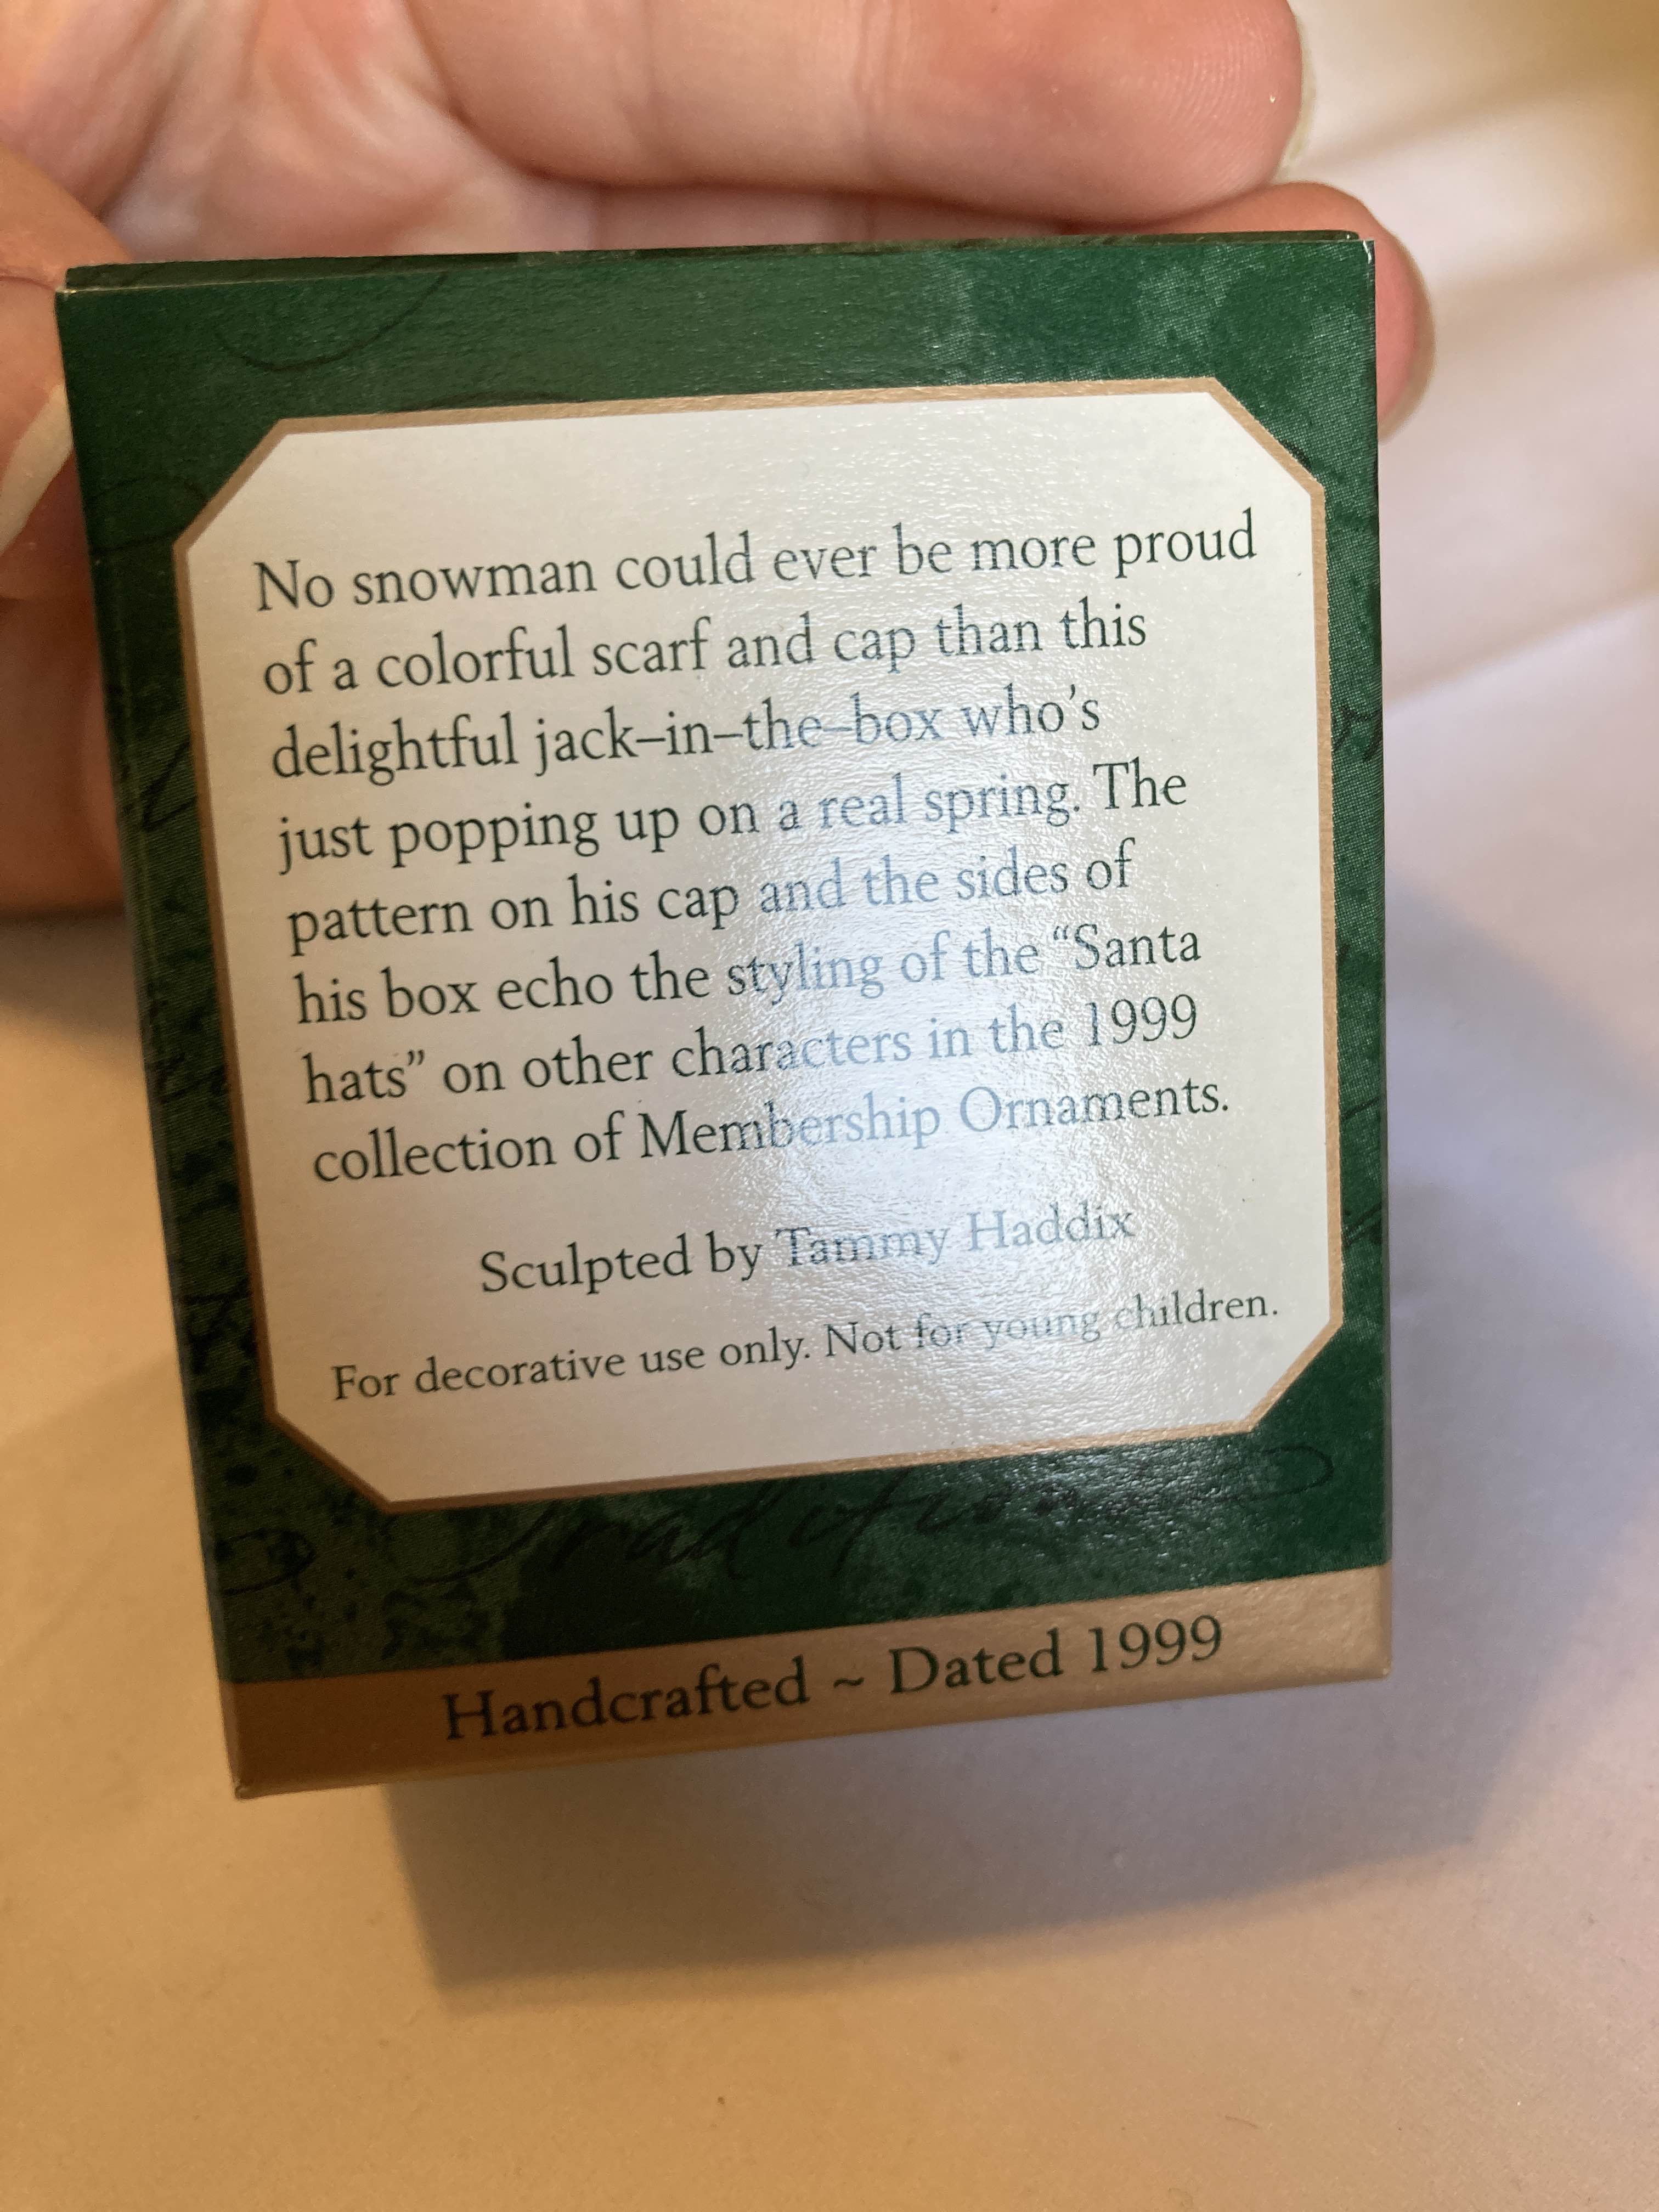 No snowman could ever be more proud
of a colorful scarf and cap than this
delightful jack–in–the–box who's
just popping up on a real spring. The
pattern on his cap and the sides of
his box echo the styling of the “Santa
hats” on other characters in the 1999
collection of Membership Ornaments.
Sculpted by Tammy Haddix
For decorative use only. Not for young children.
Tradition
Handcrafted ~ Dated 1999